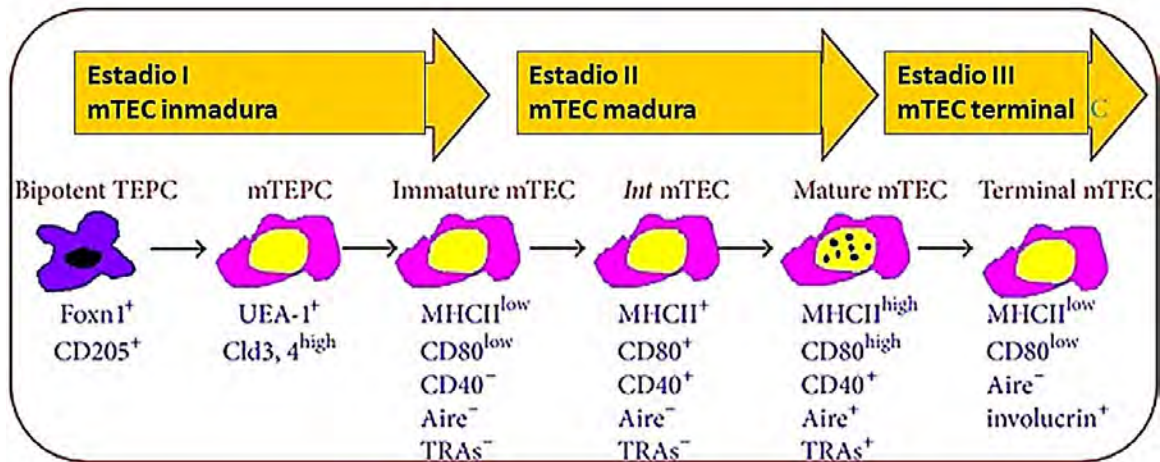 Estadio I
mTEC inmadura
Estadio II
mTEC madura
Estadio III
mTEC terminal C
Bipotent TEPC
mTEPC
Immature mTEC
Int mTEC
Mature mTEC
Terminal mTEC
Foxn1⁺
CD205⁺
UEA-1⁺
Cld3, 4ʰⁱᵍʰ
MHCIIˡᵒʷ
CD80ˡᵒʷ
CD40⁻
Aire⁻
TRAs⁻
MHCII⁺
CD80⁺
CD40⁺
Aire⁻
TRAs⁻
MHCIIʰⁱᵍʰ
CD80ʰⁱᵍʰ
CD40⁺
Aire⁺
TRAs⁺
MHCIIˡᵒʷ
CD80ˡᵒʷ
Aire⁻
involucrin⁺